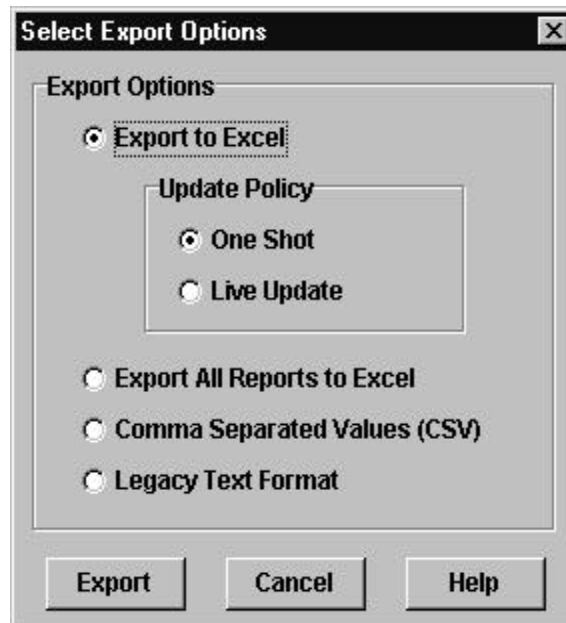 Select Export Options
Export Options
Export to Excel
Update Policy
One Shot
Live Update
Export All Reports to Excel
Comma Separated Values (CSV)
Legacy Text Format
Export Cancel Help